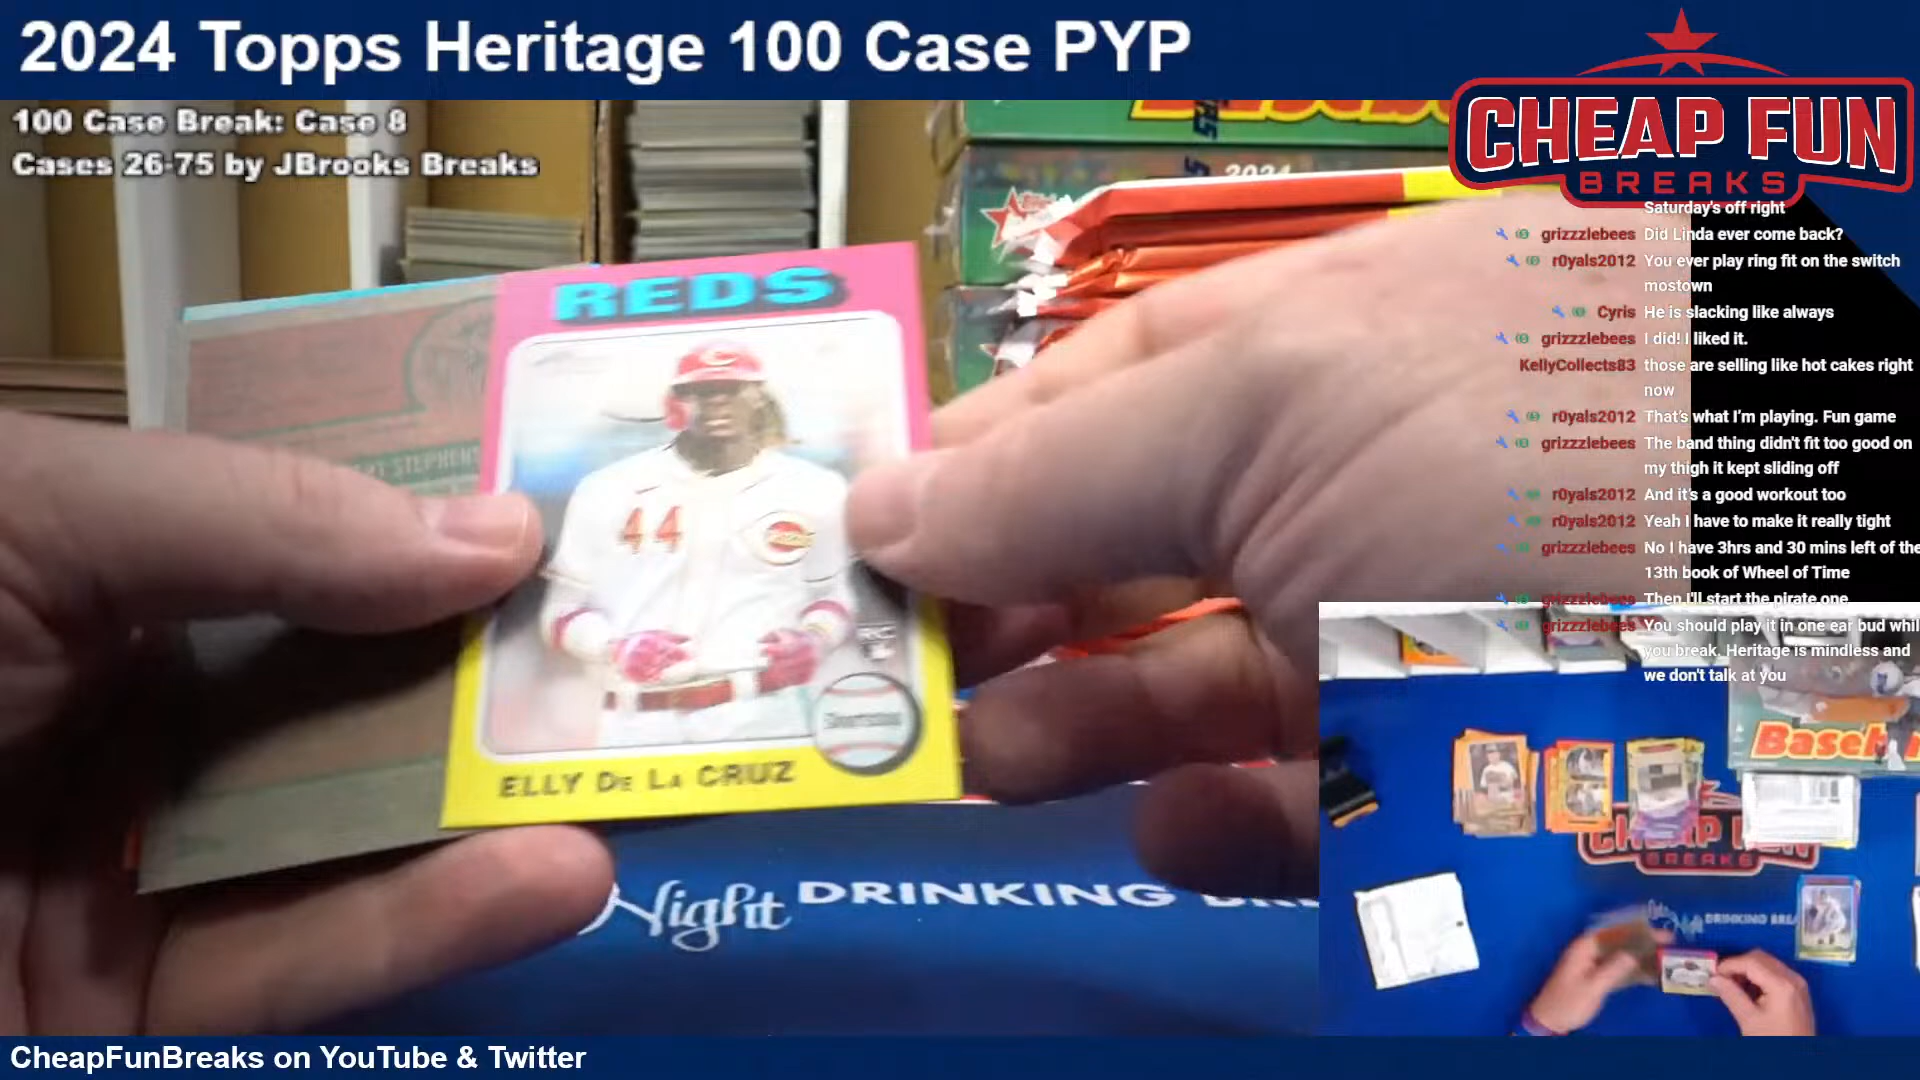 2024 Topps Heritage 100 Case PYP
100 Case Break: Case 8
Cases 26-75 by JBrooks Breaks
CHEAP FUN
BREAKS
2024
REDS
44
RC
ELLY DE LA CRUZ
Night DRINKING
Saturday's off right
grizzzlebees Did Linda ever come back?
r0yals2012 You ever play ring fit on the switch
mostown
Cyris He is slacking like always
grizzzlebees I did! I liked it.
KellyCollects83 those are selling like hot cakes right
now
r0yals2012 That's what I'm playing. Fun game
grizzzlebees The band thing didn't fit too good on
my thigh it kept sliding off
r0yals2012 And it's a good workout too
r0yals2012 Yeah I have to make it really tight
grizzzlebees No I have 3hrs and 30 mins left of the
13th book of Wheel of Time
grizzzlebees Then I'll start the pirate one
grizzzlebees You should play it in one ear bud whil
you break. Heritage is mindless and
we don't talk at you
BREAKS
DRINKING
CheapFunBreaks on YouTube & Twitter